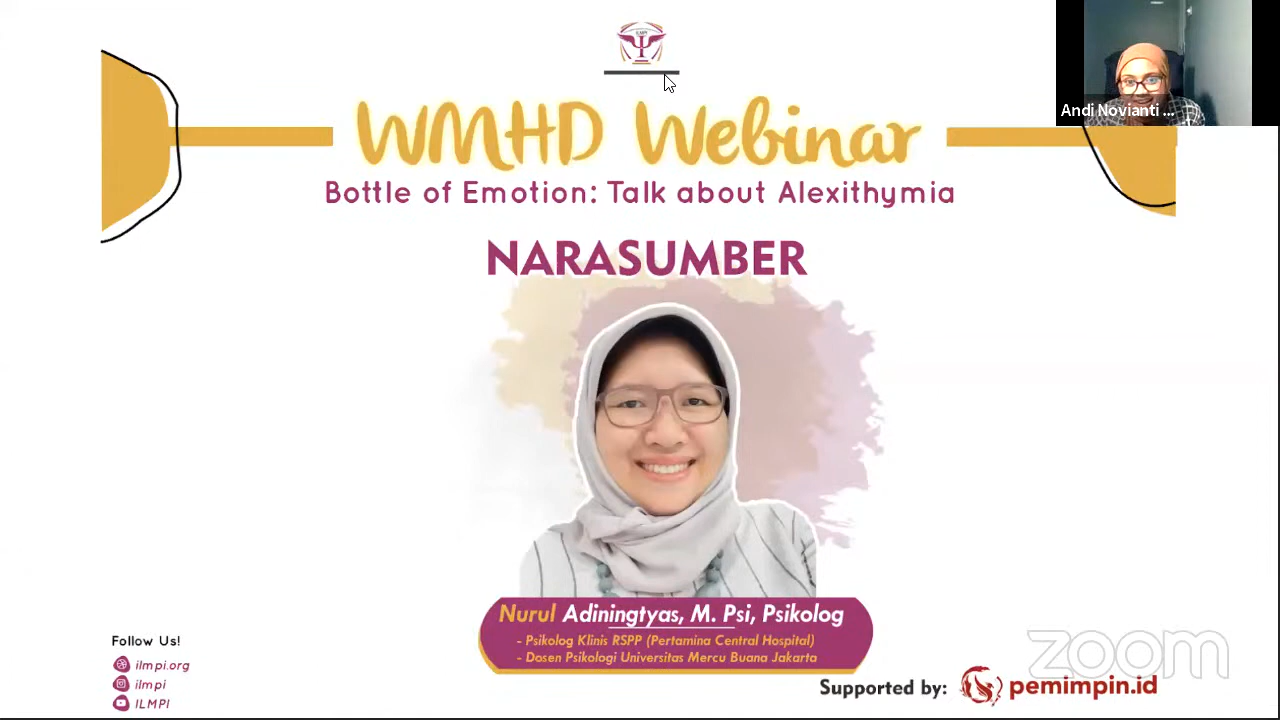 WMHD Webinar
Bottle of Emotion: Talk about Alexithymia
NARASUMBER
Andi Novianti ...
Nurul Adiningtyas, M. Psi, Psikolog
- Psikolog Klinis RSPP (Pertamina Central Hospital)
- Dosen Psikologi Universitas Mercu Buana Jakarta
Follow Us!
ilmpi.org
ilmpi
ILMPI
Supported by:
pemimpin.id
zoom